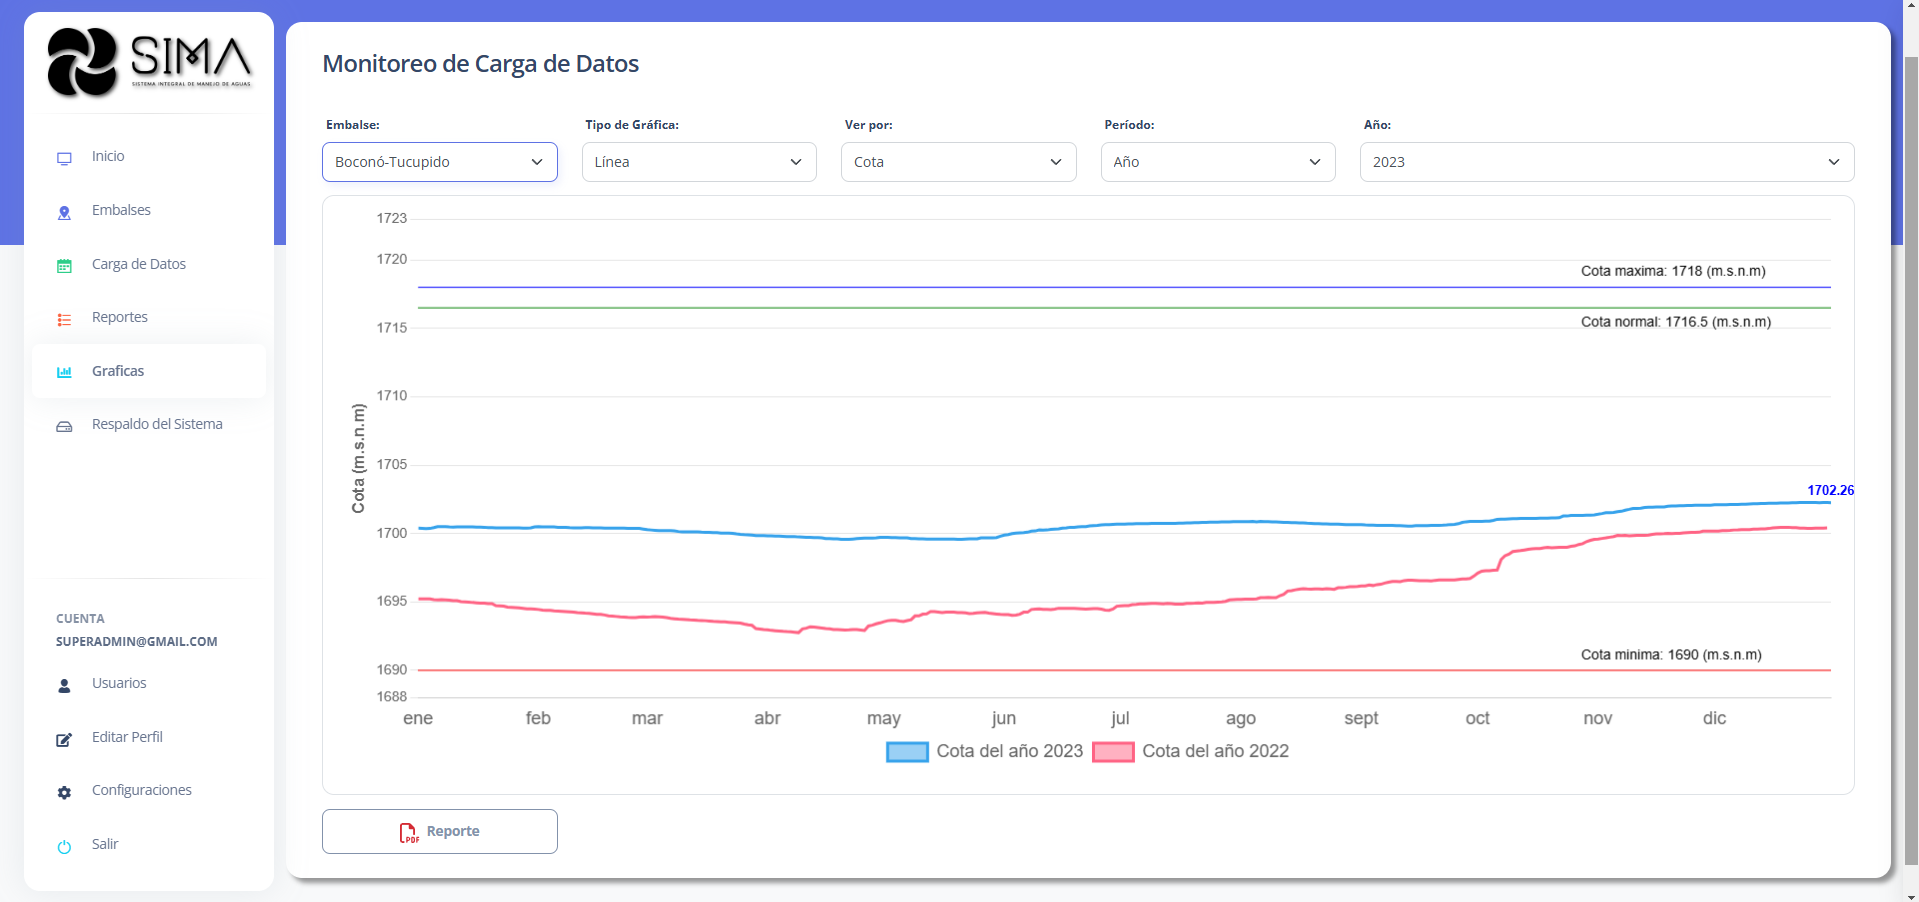 SIMA
SISTEMA INTEGRAL DE MANEJO DE AGUAS
Inicio
Embalses
Carga de Datos
Reportes
Graficas
Respaldo del Sistema
CUENTA
SUPERADMIN@GMAIL.COM
Usuarios
Editar Perfil
Configuraciones
Salir
Monitoreo de Carga de Datos
Embalse: Tipo de Gráfica: Ver por: Período: Año:
Boconó-Tucupido Línea Cota Año 2023
1723
1720
Cota maxima: 1718 (m.s.n.m)
Cota normal: 1716.5 (m.s.n.m)
1715
1710
Cota (m.s.n.m)
1705
1702.26
1700
1695
Cota minima: 1690 (m.s.n.m)
1690
1688
ene feb mar abr may jun jul ago sept oct nov dic
Cota del año 2023 Cota del año 2022
PDF Reporte